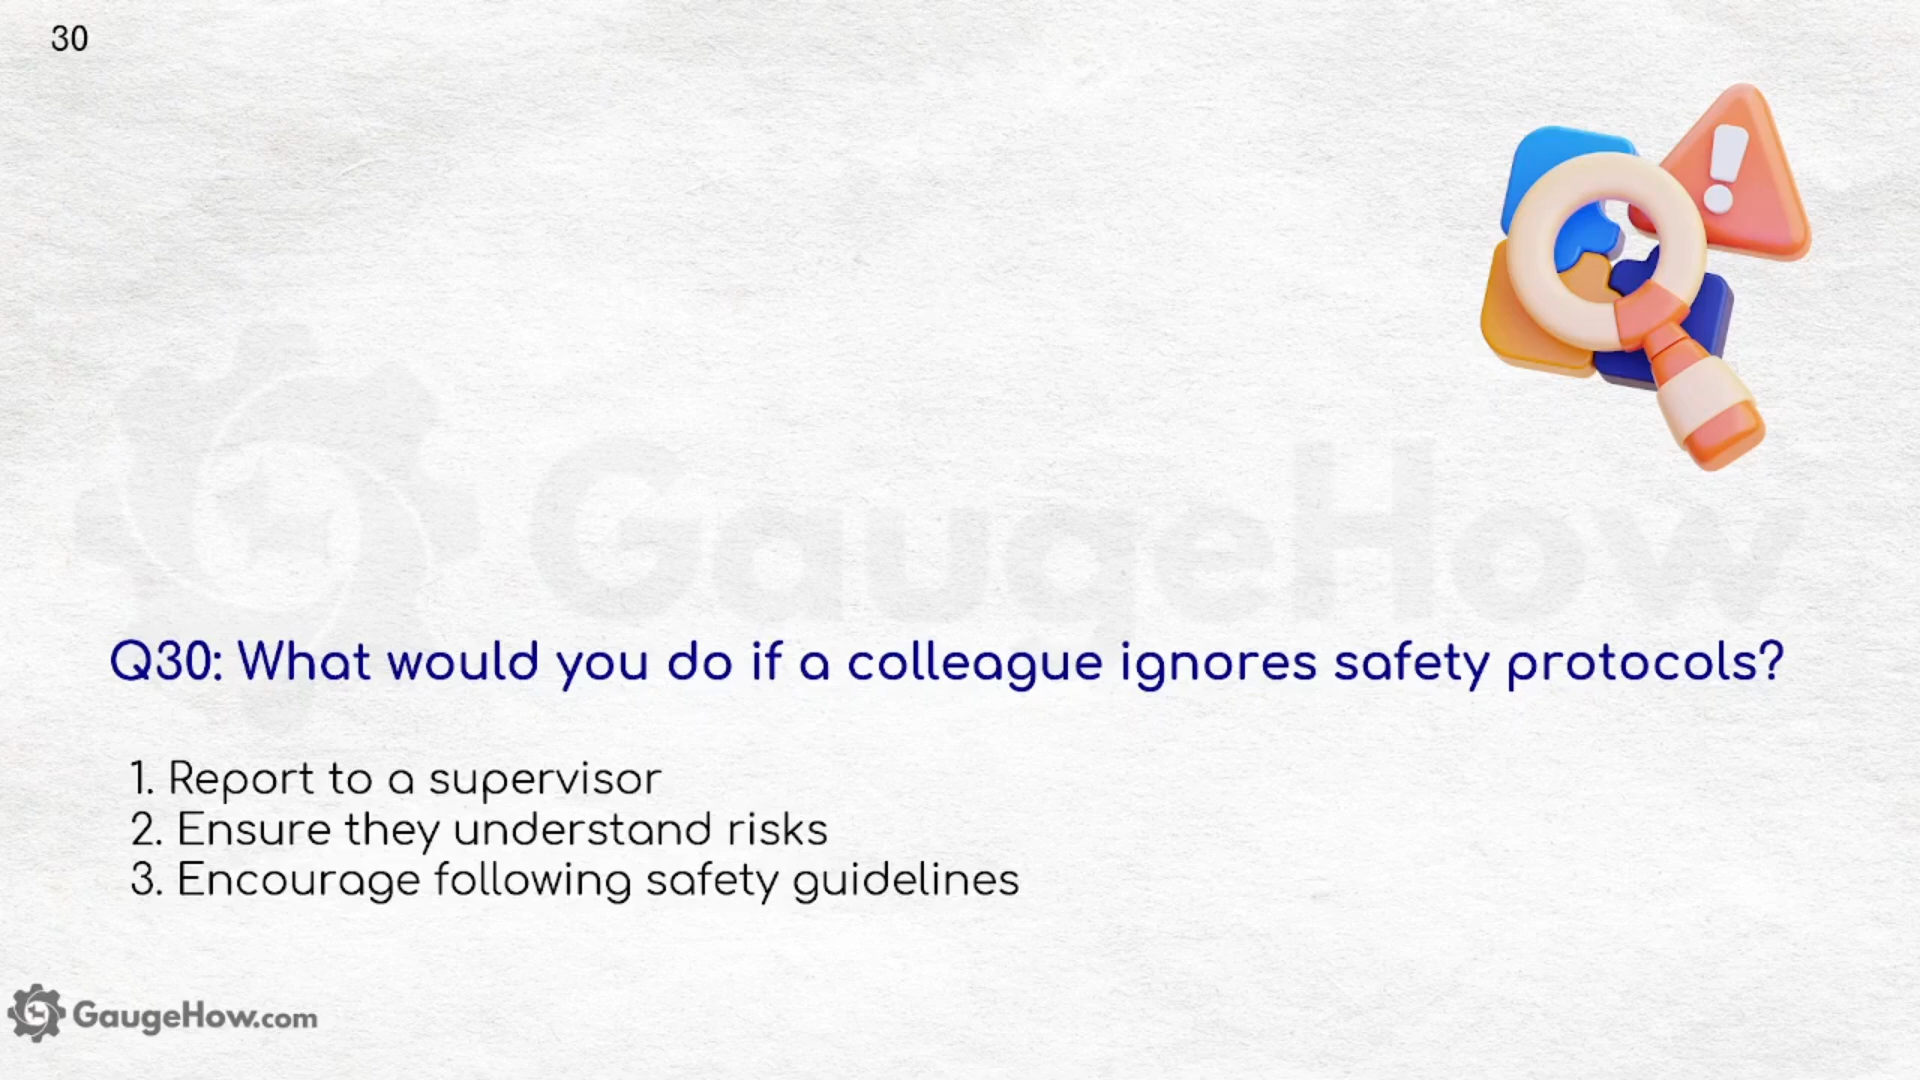 30
GaugeHow
Q30: What would you do if a colleague ignores safety protocols?
1. Report to a supervisor
2. Ensure they understand risks
3. Encourage following safety guidelines
GaugeHow.com